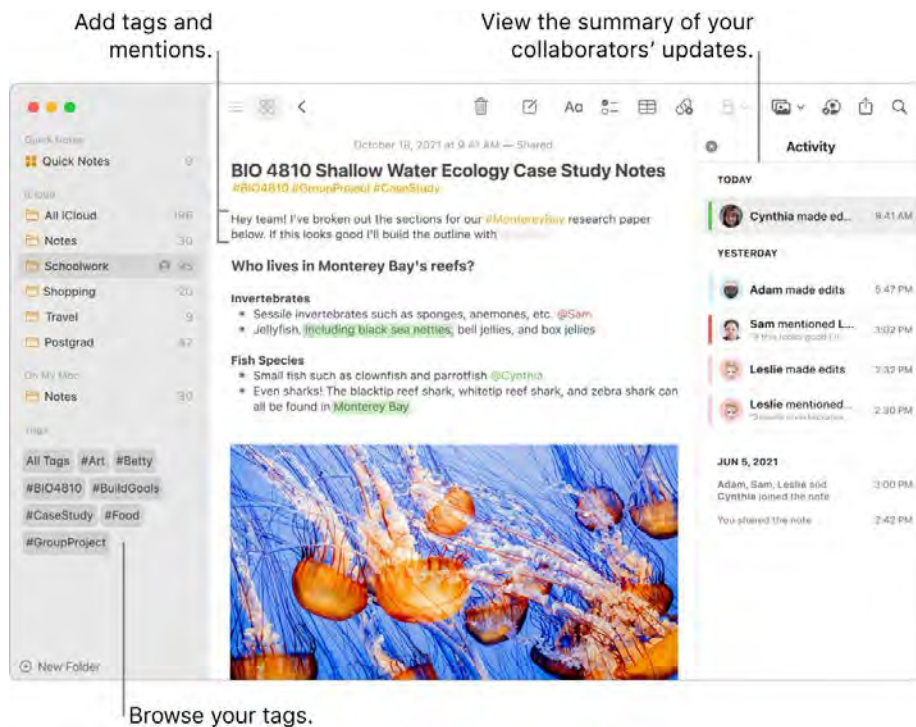 Add tags and
mentions.
View the summary of your
collaborators' updates.
Quick Notes
Quick Notes 9
iCloud
All iCloud 196
Notes 30
Schoolwork 95
Shopping 20
Travel 9
Postgrad 47
On My Mac
Notes 30
Tags
All Tags #Art #Betty
#BIO4810 #BuildGoals
#CaseStudy #Food
#GroupProject
New Folder
Aa
October 18, 2021 at 9:41 AM — Shared
BIO 4810 Shallow Water Ecology Case Study Notes
#BIO4810 #GroupProject #CaseStudy
Hey team! I've broken out the sections for our #MontereyBay research paper
below. If this looks good I'll build the outline with
Who lives in Monterey Bay's reefs?
Invertebrates
Sessile invertebrates such as sponges, anemones, etc. @Sam
Jellyfish, including black sea nettles, bell jellies, and box jellies
Fish Species
Small fish such as clownfish and parrotfish @Cynthia
Even sharks! The blacktip reef shark, whitetip reef shark, and zebra shark can
all be found in Monterey Bay
Activity
TODAY
Cynthia made ed... 9:41 AM
YESTERDAY
Adam made edits 5:47 PM
Sam mentioned L... 3:02 PM
Leslie made edits 2:32 PM
Leslie mentioned... 2:30 PM
JUN 5, 2021
Adam, Sam, Leslie and
Cynthia joined the note 3:00 PM
You shared the note 2:42 PM
Browse your tags.